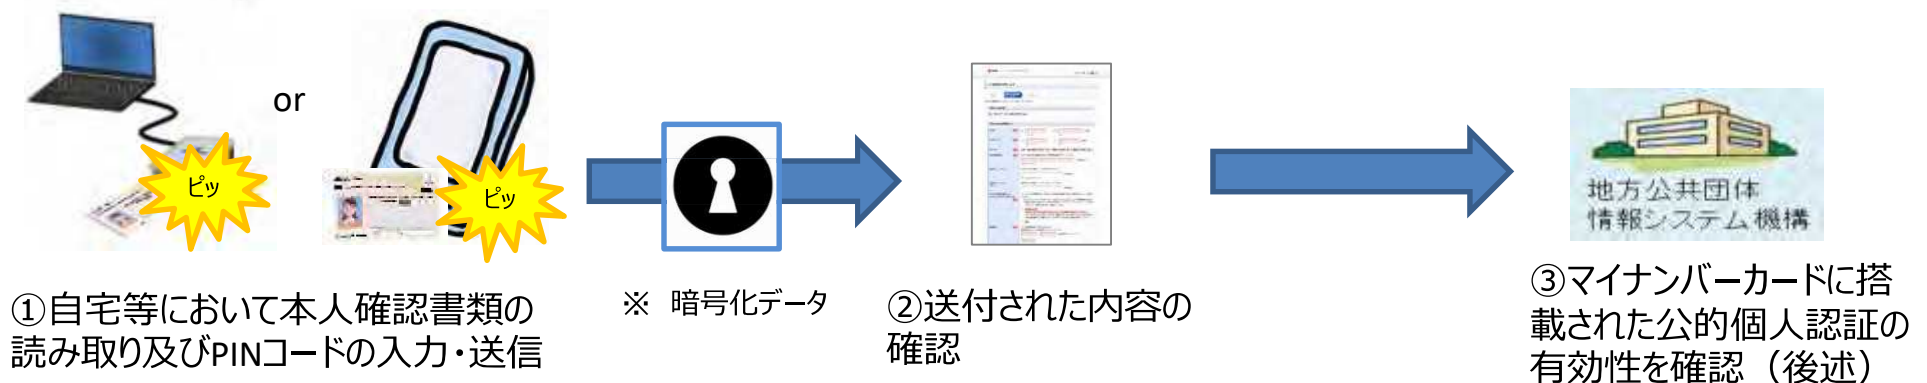 or
ピッ
ピッ
地方公共団体
情報システム機構
①自宅等において本人確認書類の
読み取り及びPINコードの入力・送信
※ 暗号化データ
②送付された内容の
確認
③マイナンバーカードに搭
載された公的個人認証の
有効性を確認（後述）